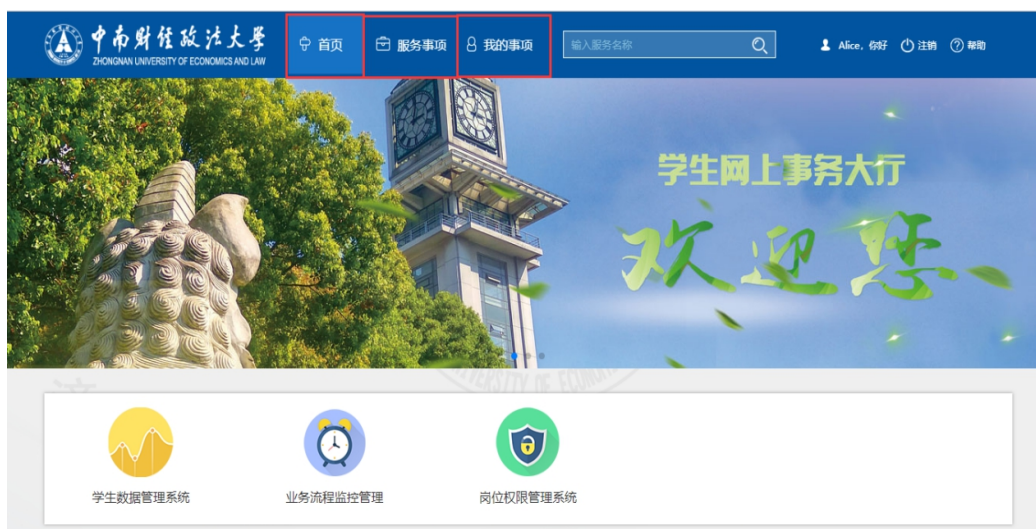 中南财经政法大学
ZHONGNAN UNIVERSITY OF ECONOMICS AND LAW
首页
服务事项
我的事项
输入服务名称
Alice，你好
注销
帮助
学生网上事务大厅
欢迎您
学生数据管理系统
业务流程监控管理
岗位权限管理系统